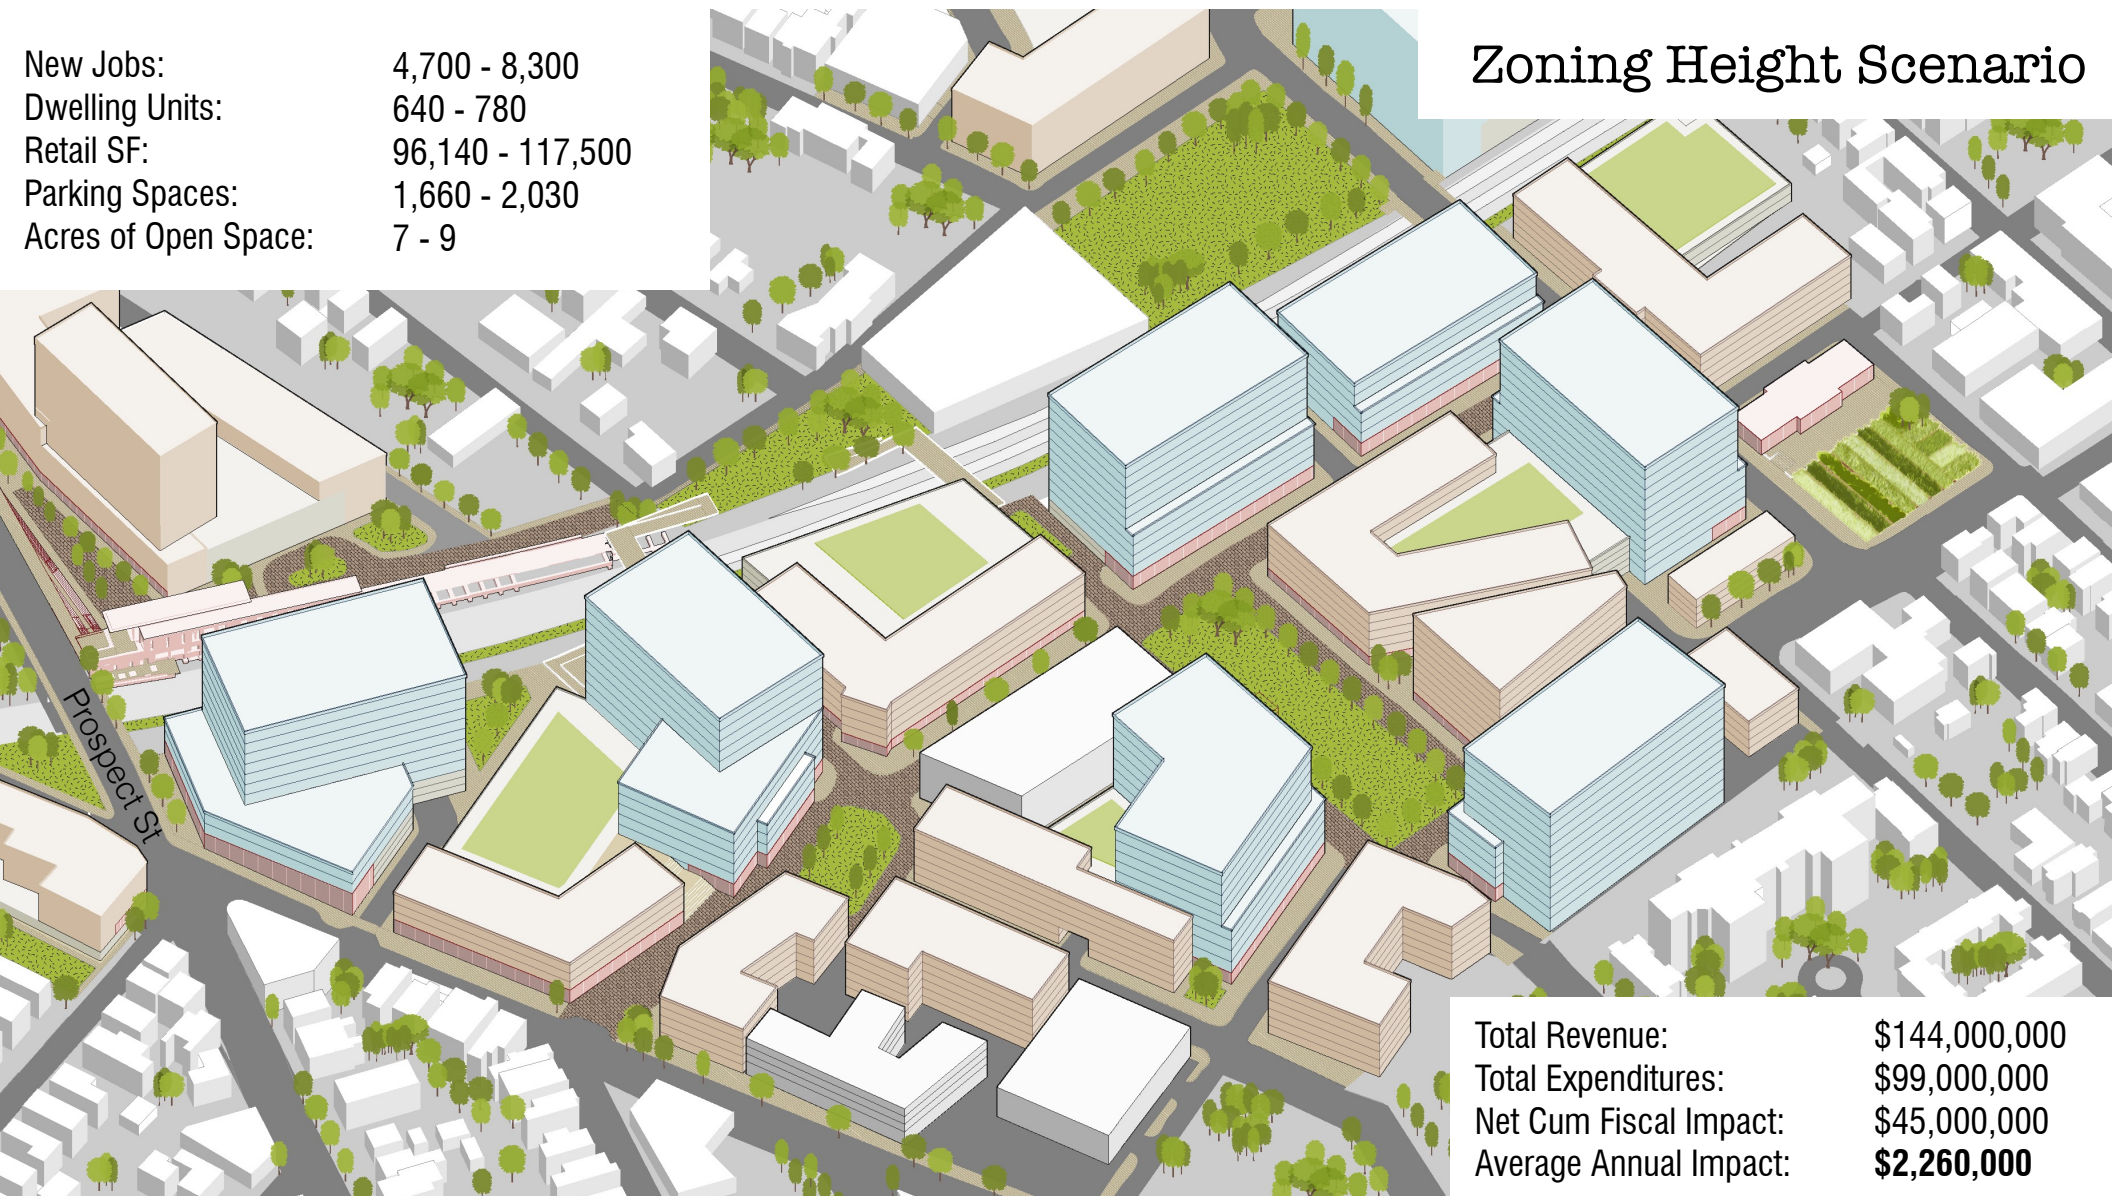 Zoning Height Scenario
New Jobs: 4,700 - 8,300
Dwelling Units: 640 - 780
Retail SF: 96,140 - 117,500
Parking Spaces: 1,660 - 2,030
Acres of Open Space: 7 - 9
Prospect St
Total Revenue: $144,000,000
Total Expenditures: $99,000,000
Net Cum Fiscal Impact: $45,000,000
Average Annual Impact: $2,260,000